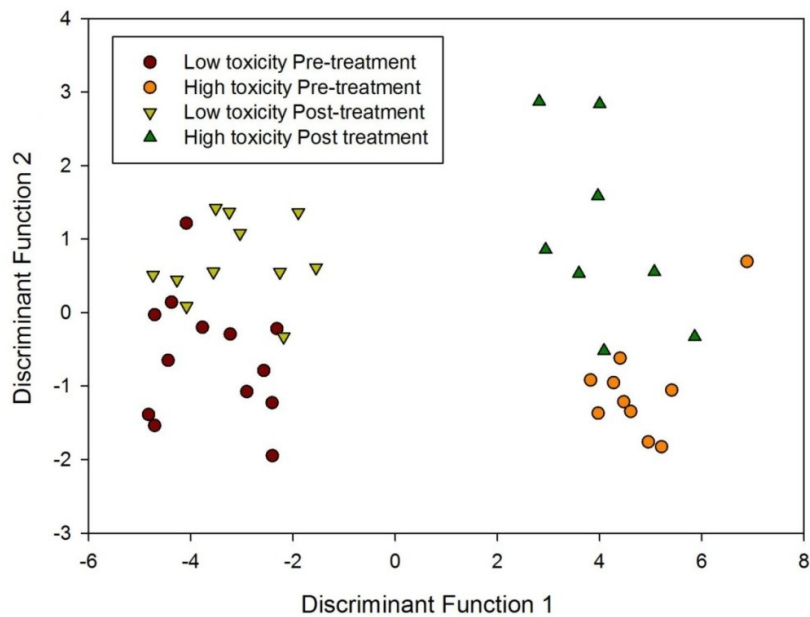 4
3
2
1
0
-1
-2
-3
Discriminant Function 2
Low toxicity Pre-treatment
High toxicity Pre-treatment
Low toxicity Post-treatment
High toxicity Post treatment
-6
-4
-2
0
2
4
6
8
Discriminant Function 1